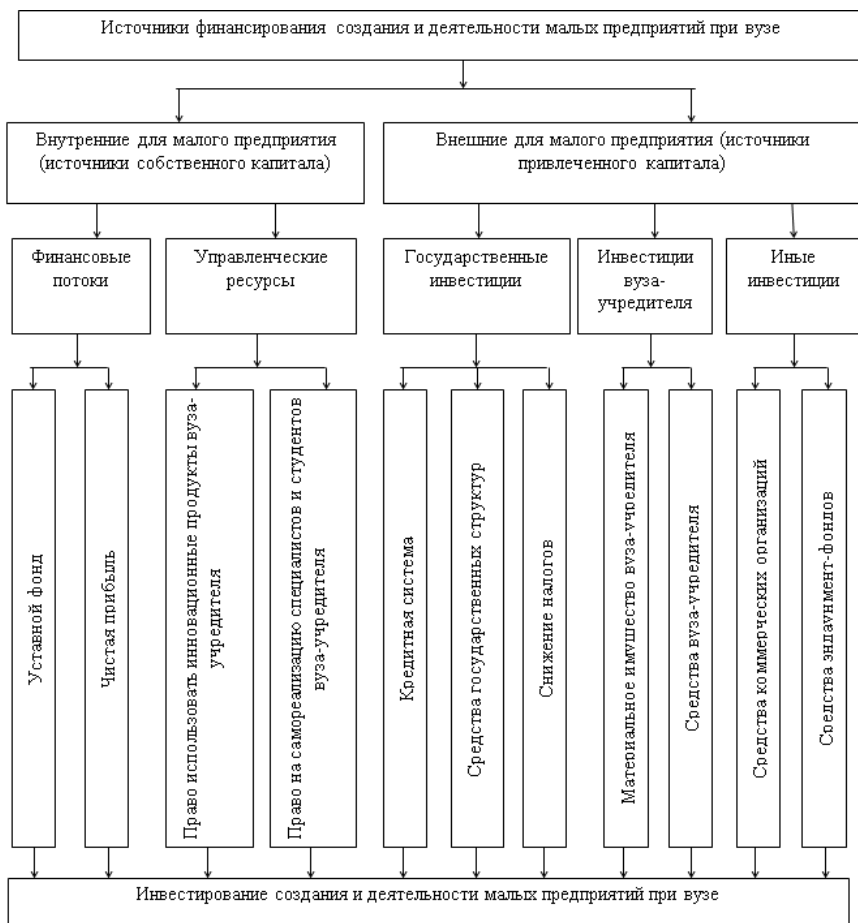 Источники финансирования создания и деятельности малых предприятий при вузе
Внутренние для малого предприятия
(источники собственного капитала)
Внешние для малого предприятия (источники
привлеченного капитала)
Финансовые
потоки
Управленческие
ресурсы
Государственные
инвестиции
Инвестиции
вуза-
учредителя
Иные
инвестиции
Уставной фонд
Чистая прибыль
Право использовать инновационные продукты вуза-
учредителя
Право на самореализацию специалистов и студентов
вуза-учредителя
Кредитная система
Средства государственных структур
Снижение налогов
Материальное имущество вуза-учредителя
Средства вуза-учредителя
Средства коммерческих организаций
Средства эндаумент-фондов
Инвестирование создания и деятельности малых предприятий при вузе